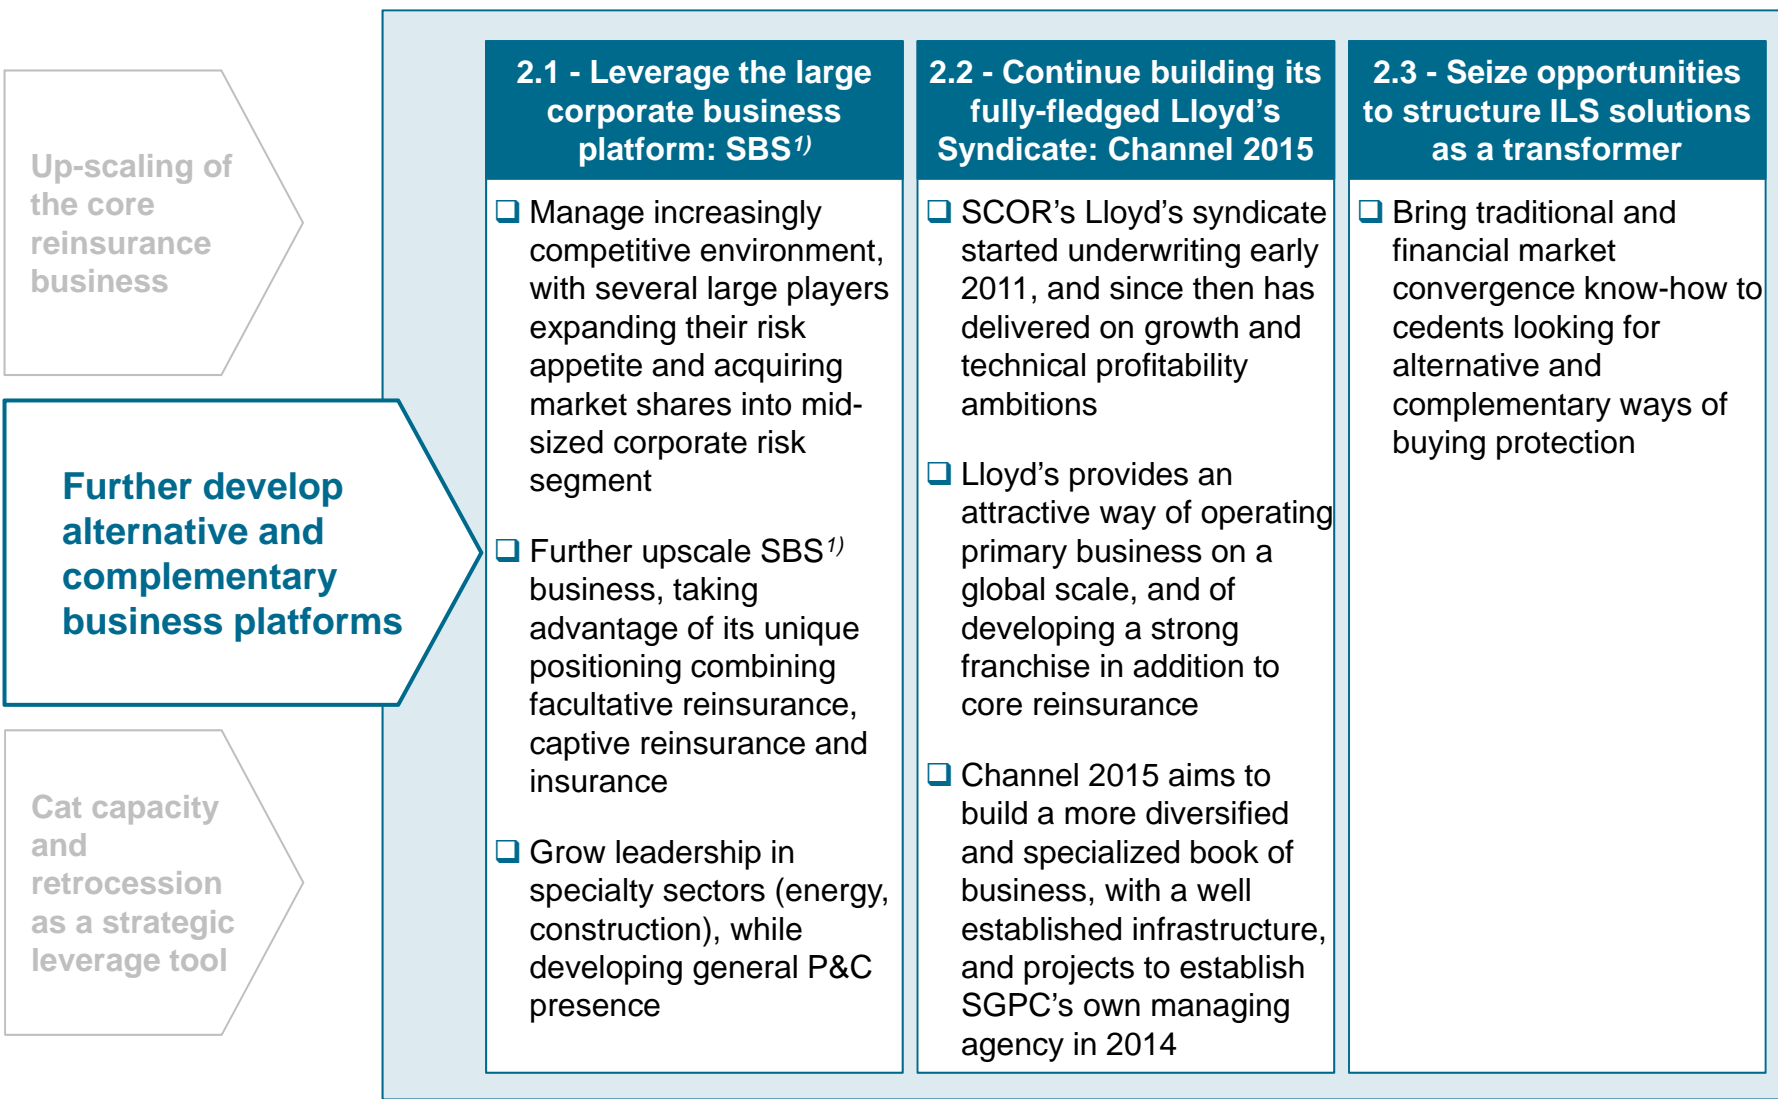 Up-scaling of
the core
reinsurance
business
Further develop
alternative and
complementary
business platforms
Cat capacity
and
retrocession
as a strategic
leverage tool
2.1 - Leverage the large
corporate business
platform: SBS1)
❑ Manage increasingly
competitive environment,
with several large players
expanding their risk
appetite and acquiring
market shares into mid-
sized corporate risk
segment
❑ Further upscale SBS1)
business, taking
advantage of its unique
positioning combining
facultative reinsurance,
captive reinsurance and
insurance
❑ Grow leadership in
specialty sectors (energy,
construction), while
developing general P&C
presence
2.2 - Continue building its
fully-fledged Lloyd’s
Syndicate: Channel 2015
❑ SCOR’s Lloyd’s syndicate
started underwriting early
2011, and since then has
delivered on growth and
technical profitability
ambitions
❑ Lloyd’s provides an
attractive way of operating
primary business on a
global scale, and of
developing a strong
franchise in addition to
core reinsurance
❑ Channel 2015 aims to
build a more diversified
and specialized book of
business, with a well
established infrastructure,
and projects to establish
SGPC’s own managing
agency in 2014
2.3 - Seize opportunities
to structure ILS solutions
as a transformer
❑ Bring traditional and
financial market
convergence know-how to
cedents looking for
alternative and
complementary ways of
buying protection